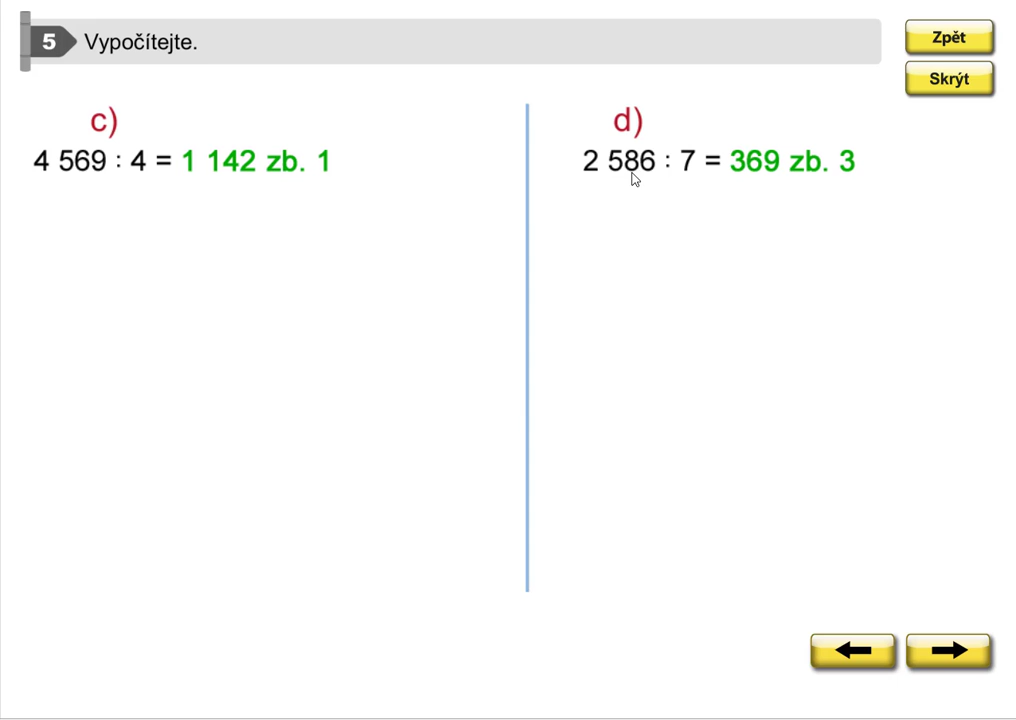 5 Vypočítejte.
Zpět
Skrýt
c)
4 569 : 4 = 1 142 zb. 1
d)
2 586 : 7 = 369 zb. 3